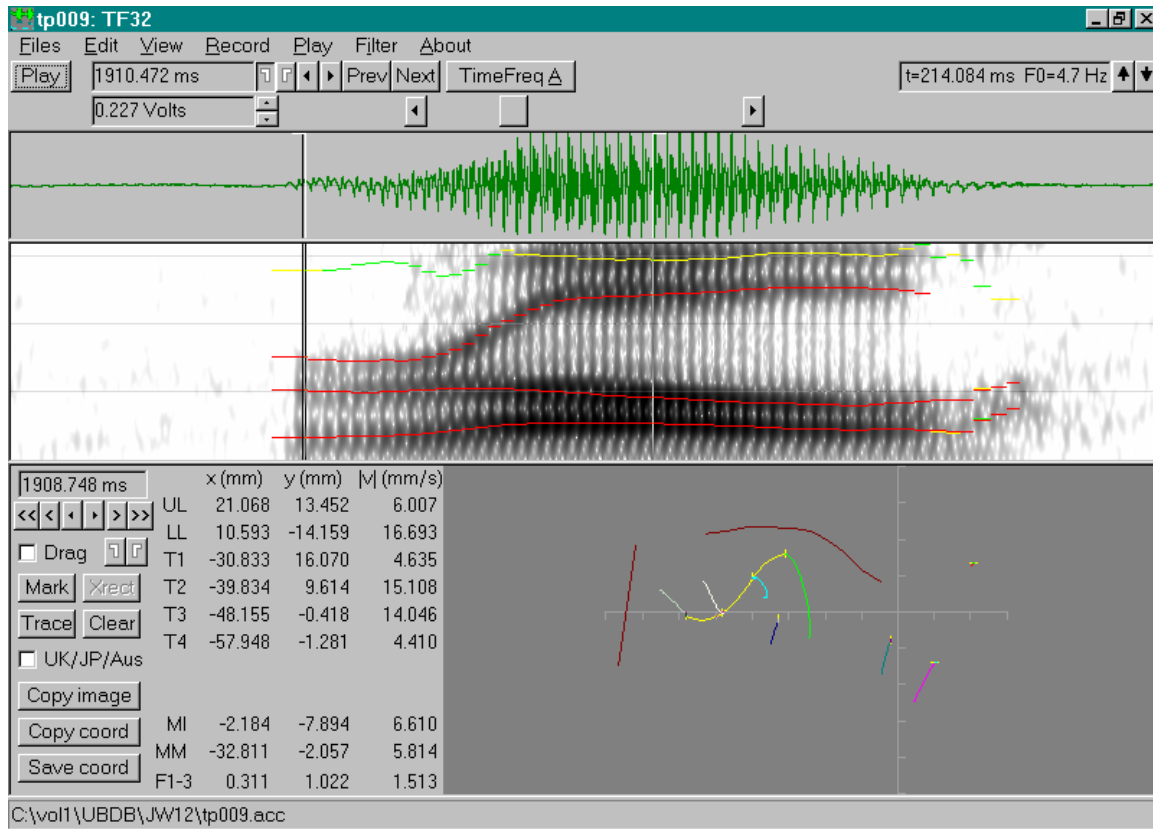 tp009: TF32
Files Edit View Record Play Filter About
Play 1910.472 ms Prev Next TimeFreq A t=214.084 ms F0=4.7 Hz
0.227 Volts
1908.748 ms x (mm) y (mm) |v| (mm/s)
UL 21.068 13.452 6.007
<< < > >>
LL 10.593 -14.159 16.693
Drag T1 -30.833 16.070 4.635
Mark Xrect T2 -39.834 9.614 15.108
Trace Clear T3 -48.155 -0.418 14.046
UK/JP/Aus T4 -57.948 -1.281 4.410
Copy image
Copy coord MI -2.184 -7.894 6.610
MM -32.811 -2.057 5.814
Save coord F1-3 0.311 1.022 1.513
C:\vol1\UBDB\JW12\tp009.acc